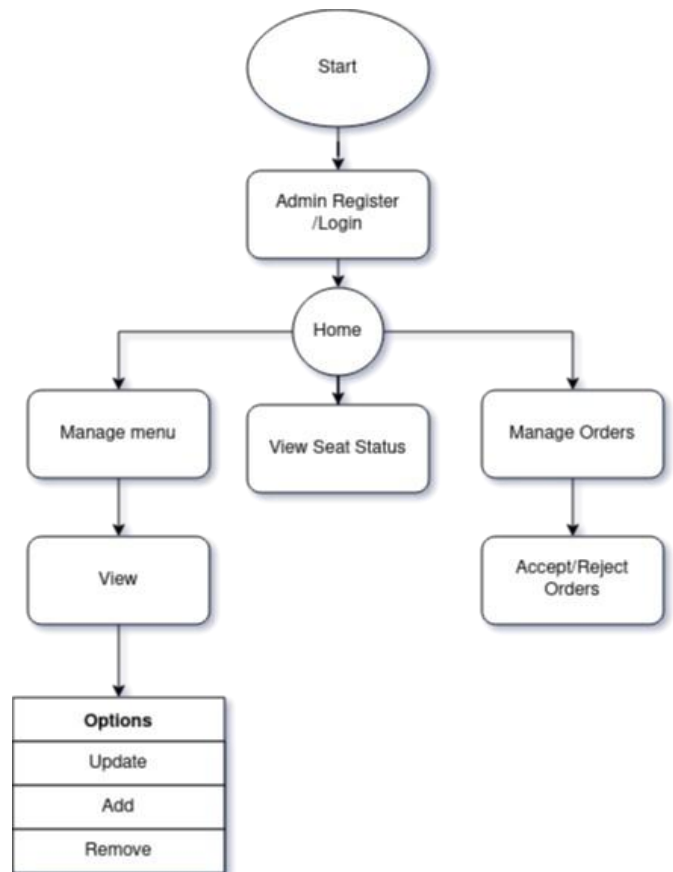 Start
Admin Register
/Login
Home
Manage menu
View Seat Status
Manage Orders
View
Accept/Reject
Orders
Options
Update
Add
Remove